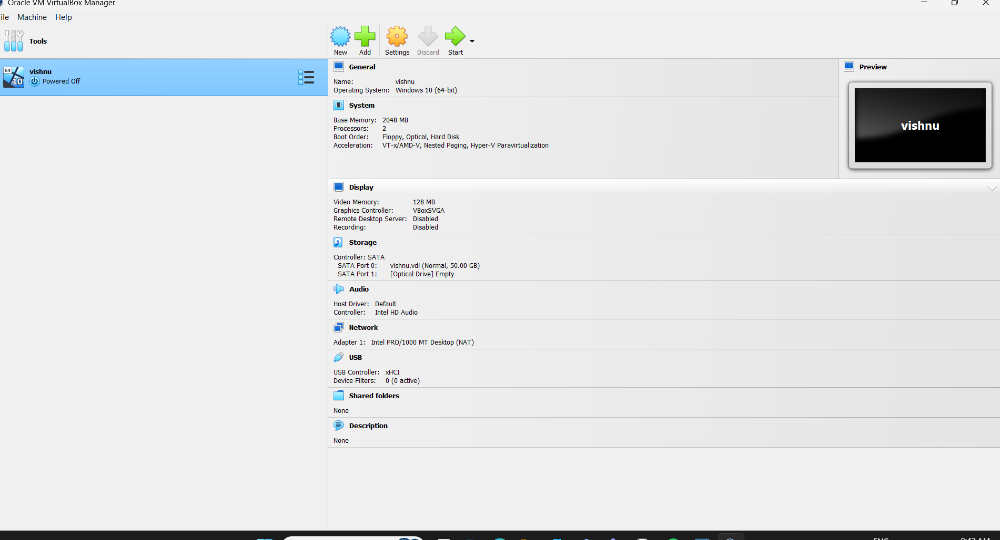 Oracle VM VirtualBox Manager
ile Machine Help
Tools
New Add Settings Discard Start
64
10
vishnu
Powered Off
General
Name: vishnu
Operating System: Windows 10 (64-bit)
Preview
vishnu
System
Base Memory: 2048 MB
Processors: 2
Boot Order: Floppy, Optical, Hard Disk
Acceleration: VT-x/AMD-V, Nested Paging, Hyper-V Paravirtualization
Display
Video Memory: 128 MB
Graphics Controller: VBoxSVGA
Remote Desktop Server: Disabled
Recording: Disabled
Storage
Controller: SATA
SATA Port 0: vishnu.vdi (Normal, 50.00 GB)
SATA Port 1: [Optical Drive] Empty
Audio
Host Driver: Default
Controller: Intel HD Audio
Network
Adapter 1: Intel PRO/1000 MT Desktop (NAT)
USB
USB Controller: xHCI
Device Filters: 0 (0 active)
Shared folders
None
Description
None
ENG